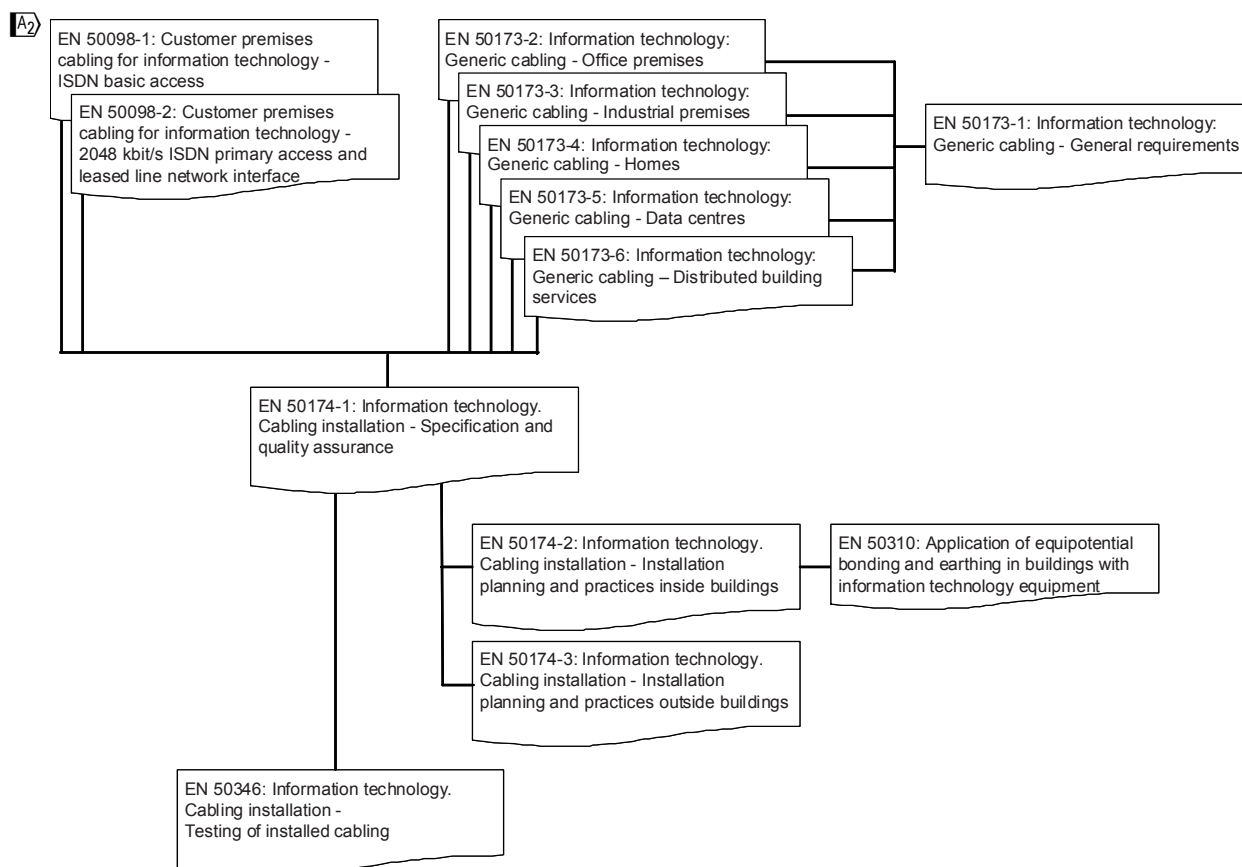 A2
EN 50098-1: Customer premises
cabling for information technology -
ISDN basic access
EN 50098-2: Customer premises
cabling for information technology -
2048 kbit/s ISDN primary access and
leased line network interface
EN 50173-2: Information technology:
Generic cabling - Office premises
EN 50173-3: Information technology:
Generic cabling - Industrial premises
EN 50173-4: Information technology:
Generic cabling - Homes
EN 50173-5: Information technology:
Generic cabling - Data centres
EN 50173-6: Information technology:
Generic cabling – Distributed building
services
EN 50173-1: Information technology:
Generic cabling - General requirements
EN 50174-1: Information technology.
Cabling installation - Specification and
quality assurance
EN 50174-2: Information technology.
Cabling installation - Installation
planning and practices inside buildings
EN 50310: Application of equipotential
bonding and earthing in buildings with
information technology equipment
EN 50174-3: Information technology.
Cabling installation - Installation
planning and practices outside buildings
EN 50346: Information technology.
Cabling installation -
Testing of installed cabling